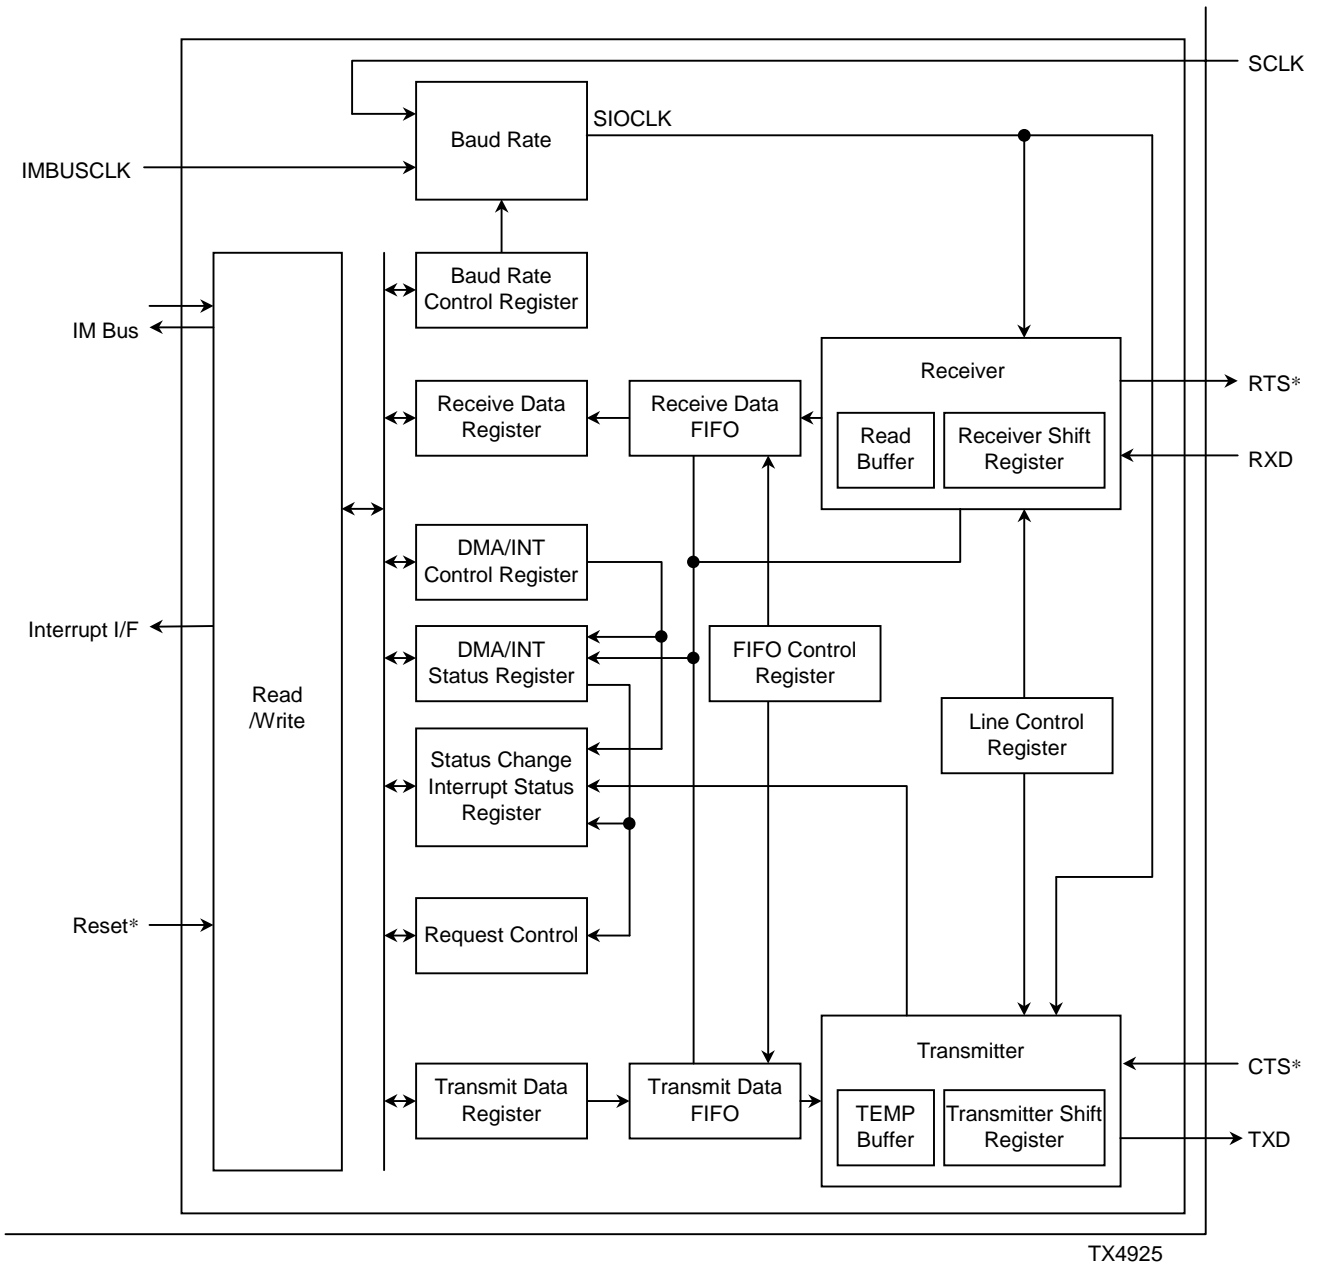 SCLK
SIOCLK
Baud Rate
IMBUSCLK
Baud Rate
Control Register
IM Bus
Receiver
RTS*
Receive Data
Register
Receive Data
FIFO
Read
Buffer
Receiver Shift
Register
RXD
DMA/INT
Control Register
Interrupt I/F
DMA/INT
Status Register
FIFO Control
Register
Read
/Write
Line Control
Register
Status Change
Interrupt Status
Register
Reset*
Request Control
Transmitter
CTS*
Transmit Data
Register
Transmit Data
FIFO
TEMP
Buffer
Transmitter Shift
Register
TXD
TX4925